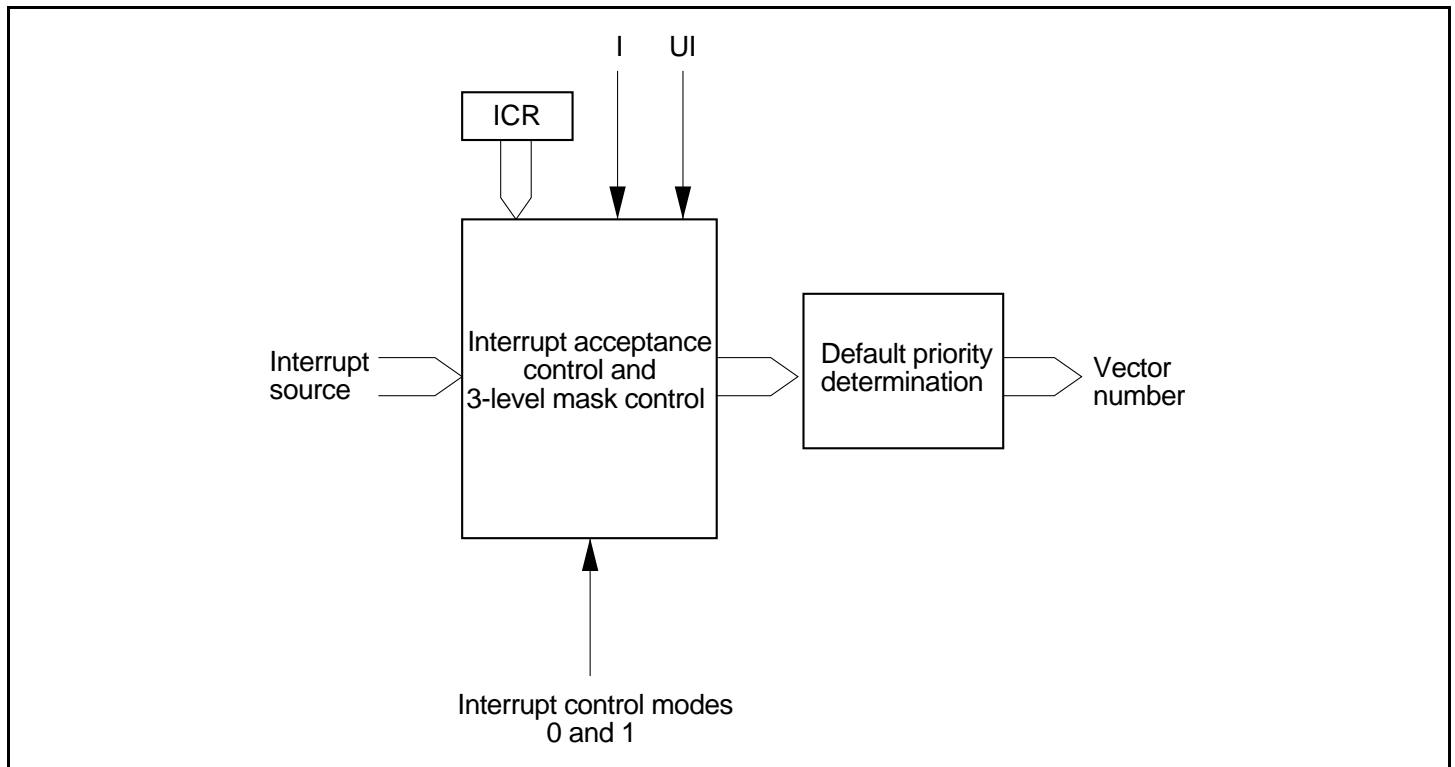 I
UI
ICR
Interrupt
source
Interrupt acceptance
control and
3-level mask control
Default priority
determination
Vector
number
Interrupt control modes
0 and 1